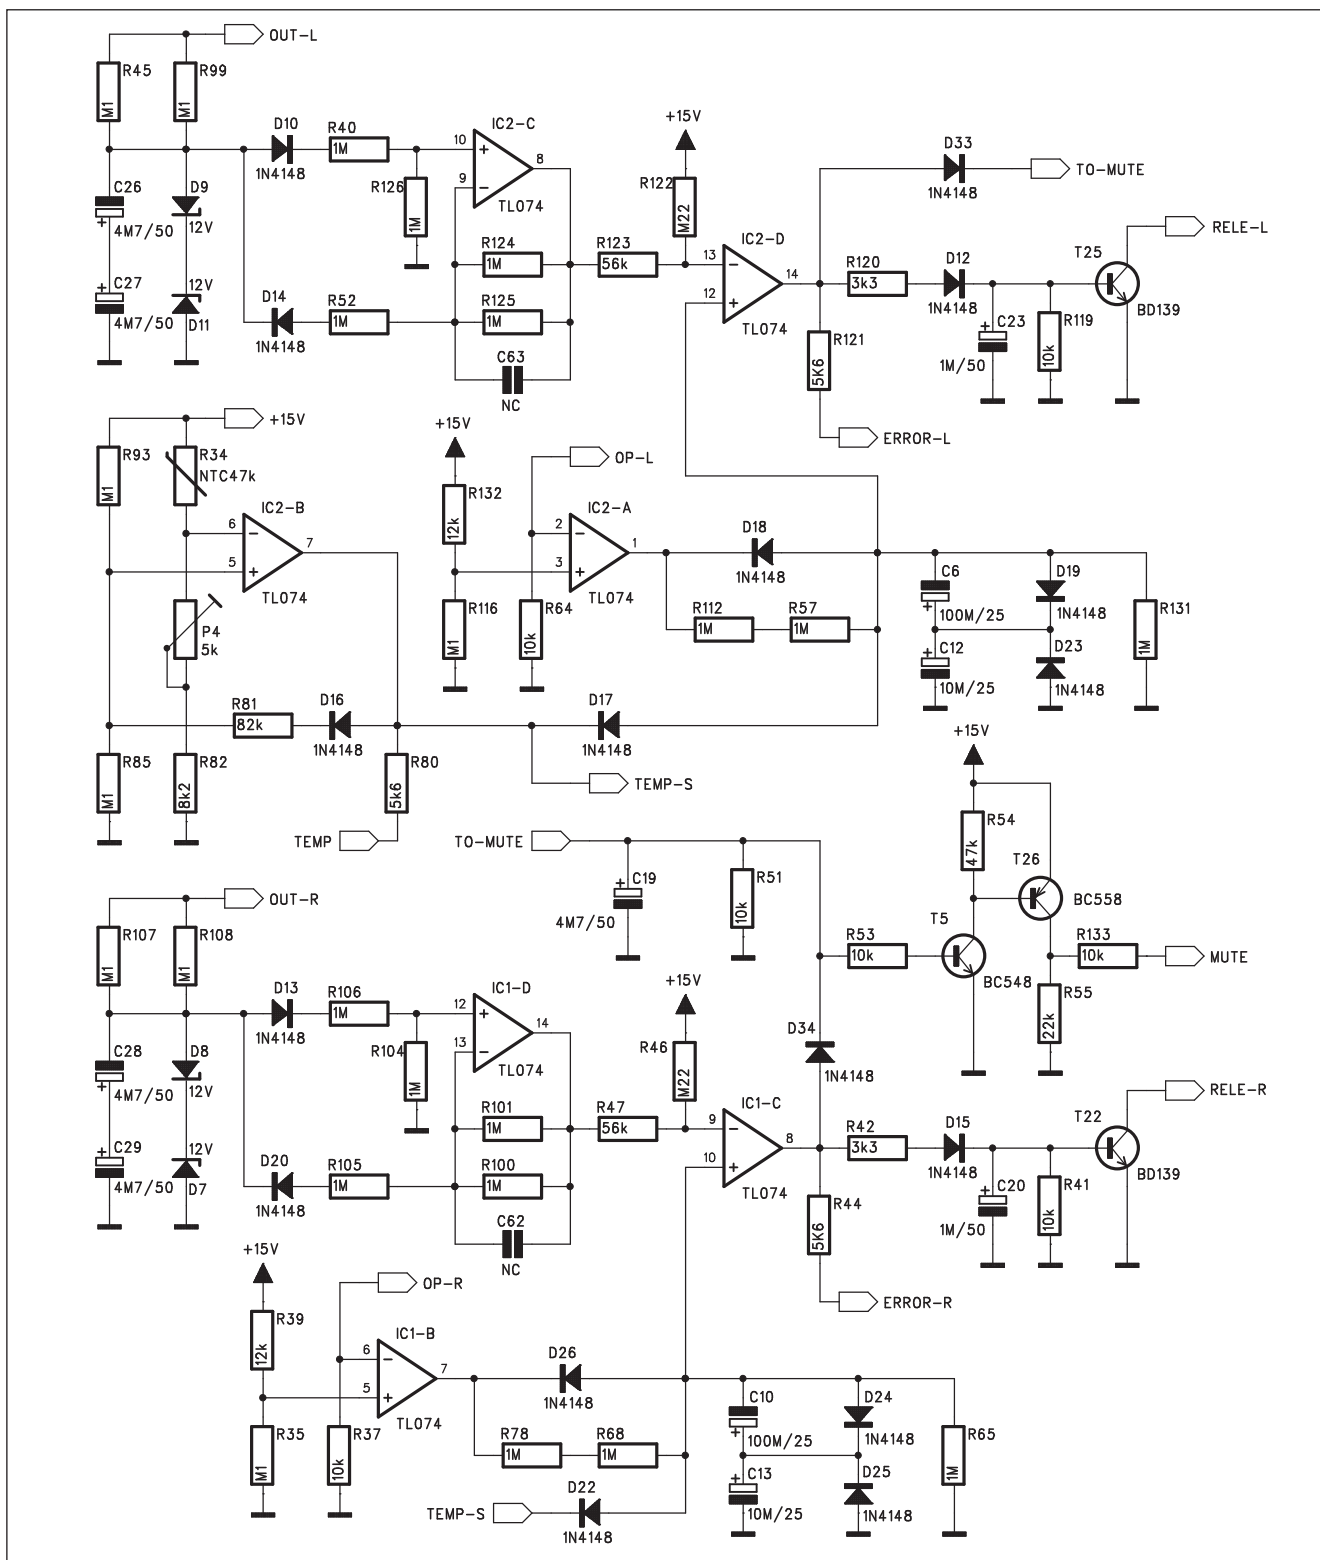 OUT-L
R45
M1
R99
M1
D10
1N4148
R40
1M
IC2-C
10
9
8
TL074
+15V
R122
M22
D33
1N4148
TO-MUTE
C26
+
4M7/50
D9
12V
R126
1M
R124
1M
R123
56k
IC2-D
13
12
14
TL074
R120
3k3
D12
1N4148
T25
BD139
RELE-L
C27
+
4M7/50
12V
D11
D14
1N4148
R52
1M
R125
1M
C63
NC
R121
5K6
C23
+
1M/50
R119
10k
ERROR-L
+15V
R93
M1
R34
NTC47k
IC2-B
6
5
7
TL074
+15V
R132
12k
OP-L
IC2-A
2
3
1
TL074
D18
1N4148
R116
M1
R64
10k
R112
1M
R57
1M
C6
+
100M/25
D19
1N4148
R131
1M
P4
5k
C12
+
10M/25
D23
1N4148
R81
82k
D16
1N4148
D17
1N4148
R85
M1
R82
8k2
R80
5k6
TEMP-S
TEMP
TO-MUTE
+15V
R54
47k
T26
BC558
C19
+
4M7/50
R51
10k
R53
10k
T5
BC548
R133
10k
MUTE
R55
22k
OUT-R
R107
M1
R108
M1
D13
1N4148
R106
1M
IC1-D
12
13
14
TL074
+15V
R46
M22
D34
1N4148
C28
+
4M7/50
D8
12V
R104
1M
R101
1M
R47
56k
IC1-C
9
10
8
TL074
R42
3k3
D15
1N4148
T22
BD139
RELE-R
C29
+
4M7/50
12V
D7
D20
1N4148
R105
1M
R100
1M
C62
NC
R44
5K6
C20
+
1M/50
R41
10k
ERROR-R
+15V
R39
12k
OP-R
IC1-B
6
5
7
TL074
D26
1N4148
R35
M1
R37
10k
R78
1M
R68
1M
C10
+
100M/25
D24
1N4148
R65
1M
C13
+
10M/25
D25
1N4148
TEMP-S
D22
1N4148